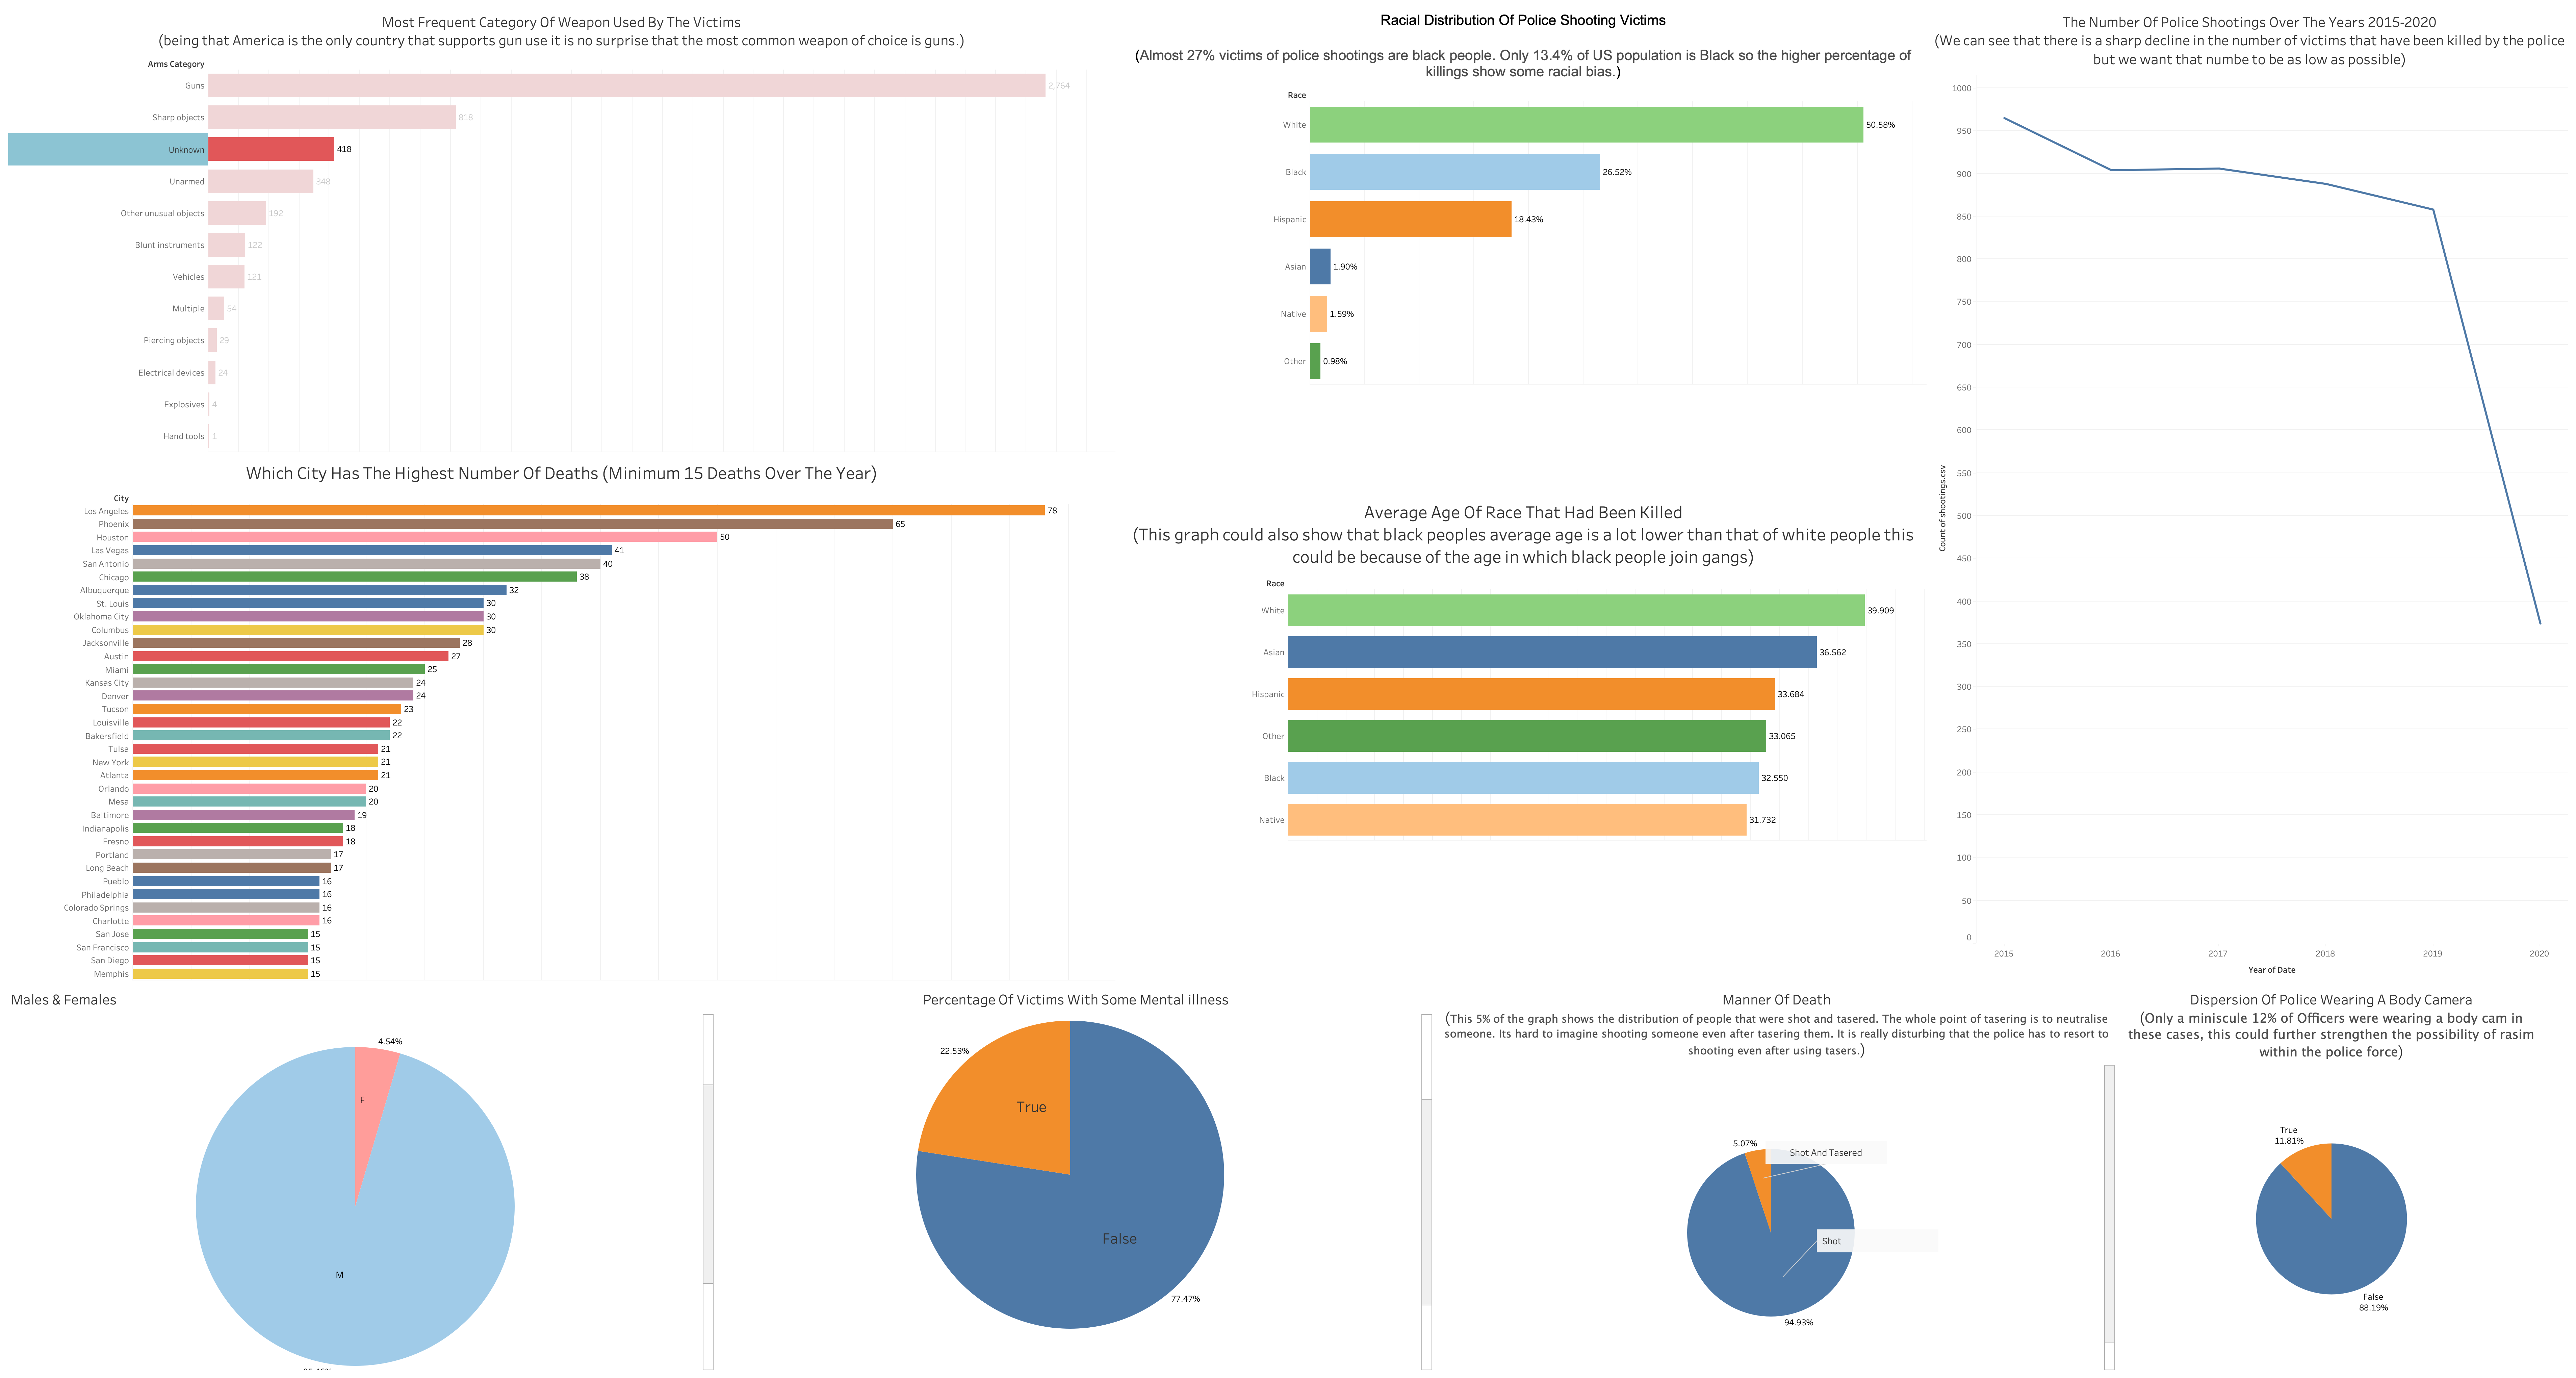 Most Frequent Category Of Weapon Used By The Victims
(being that America is the only country that supports gun use it is no surprise that the most common weapon of choice is guns.)
Arms Category
Guns 2,764
Sharp objects 818
Unknown 418
Unarmed 348
Other unusual objects 192
Blunt instruments 122
Vehicles 121
Multiple 54
Piercing objects 29
Electrical devices 24
Explosives 4
Hand tools 1
Racial Distribution Of Police Shooting Victims
(Almost 27% victims of police shootings are black people. Only 13.4% of US population is Black so the higher percentage of
killings show some racial bias.)
Race
White 50.58%
Black 26.52%
Hispanic 18.43%
Asian 1.90%
Native 1.59%
Other 0.98%
The Number Of Police Shootings Over The Years 2015-2020
(We can see that there is a sharp decline in the number of victims that have been killed by the police
but we want that numbe to be as low as possible)
1000
950
900
850
800
750
700
650
600
550
500
450
400
350
300
250
200
150
100
50
0
Count of shootings.csv
2015 2016 2017 2018 2019 2020
Year of Date
Which City Has The Highest Number Of Deaths (Minimum 15 Deaths Over The Year)
City
Los Angeles 78
Phoenix 65
Houston 50
Las Vegas 41
San Antonio 40
Chicago 38
Albuquerque 32
St. Louis 30
Oklahoma City 30
Columbus 30
Jacksonville 28
Austin 27
Miami 25
Kansas City 24
Denver 24
Tucson 23
Louisville 22
Bakersfield 22
Tulsa 21
New York 21
Atlanta 21
Orlando 20
Mesa 20
Baltimore 19
Indianapolis 18
Fresno 18
Portland 17
Long Beach 17
Pueblo 16
Philadelphia 16
Colorado Springs 16
Charlotte 16
San Jose 15
San Francisco 15
San Diego 15
Memphis 15
Average Age Of Race That Had Been Killed
(This graph could also show that black peoples average age is a lot lower than that of white people this
could be because of the age in which black people join gangs)
Race
White 39.909
Asian 36.562
Hispanic 33.684
Other 33.065
Black 32.550
Native 31.732
Males & Females
4.54%
F
M
Percentage Of Victims With Some Mental illness
22.53%
True
False
77.47%
Manner Of Death
(This 5% of the graph shows the distribution of people that were shot and tasered. The whole point of tasering is to neutralise
someone. Its hard to imagine shooting someone even after tasering them. It is really disturbing that the police has to resort to
shooting even after using tasers.)
5.07%
Shot And Tasered
Shot
94.93%
Dispersion Of Police Wearing A Body Camera
(Only a miniscule 12% of Officers were wearing a body cam in
these cases, this could further strengthen the possibility of rasim
within the police force)
True
11.81%
False
88.19%